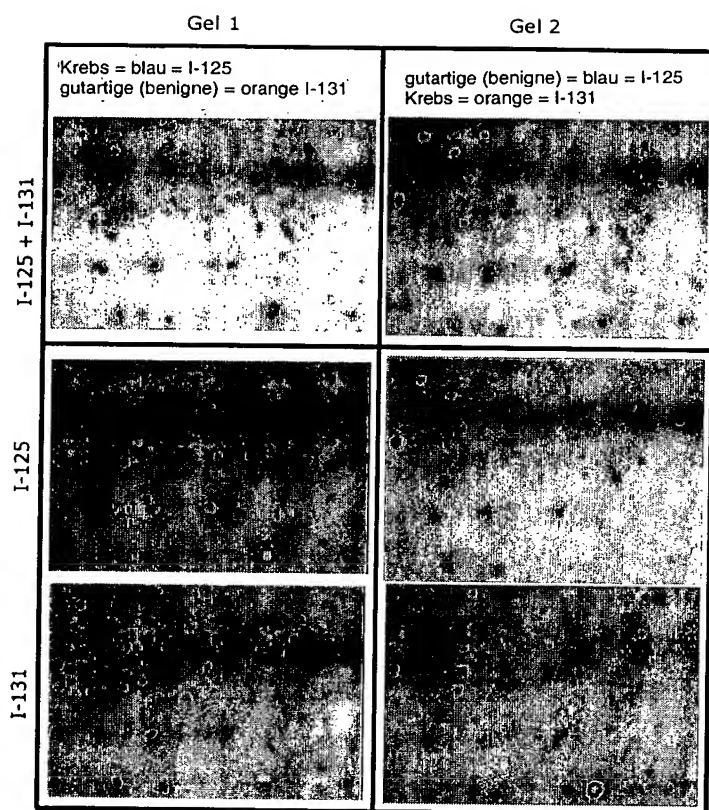 Gel 1
Gel 2
Krebs = blau = I-125
gutartige (benigne) = orange I-131
gutartige (benigne) = blau = I-125
Krebs = orange = I-131
I-125 + I-131
I-125
I-131